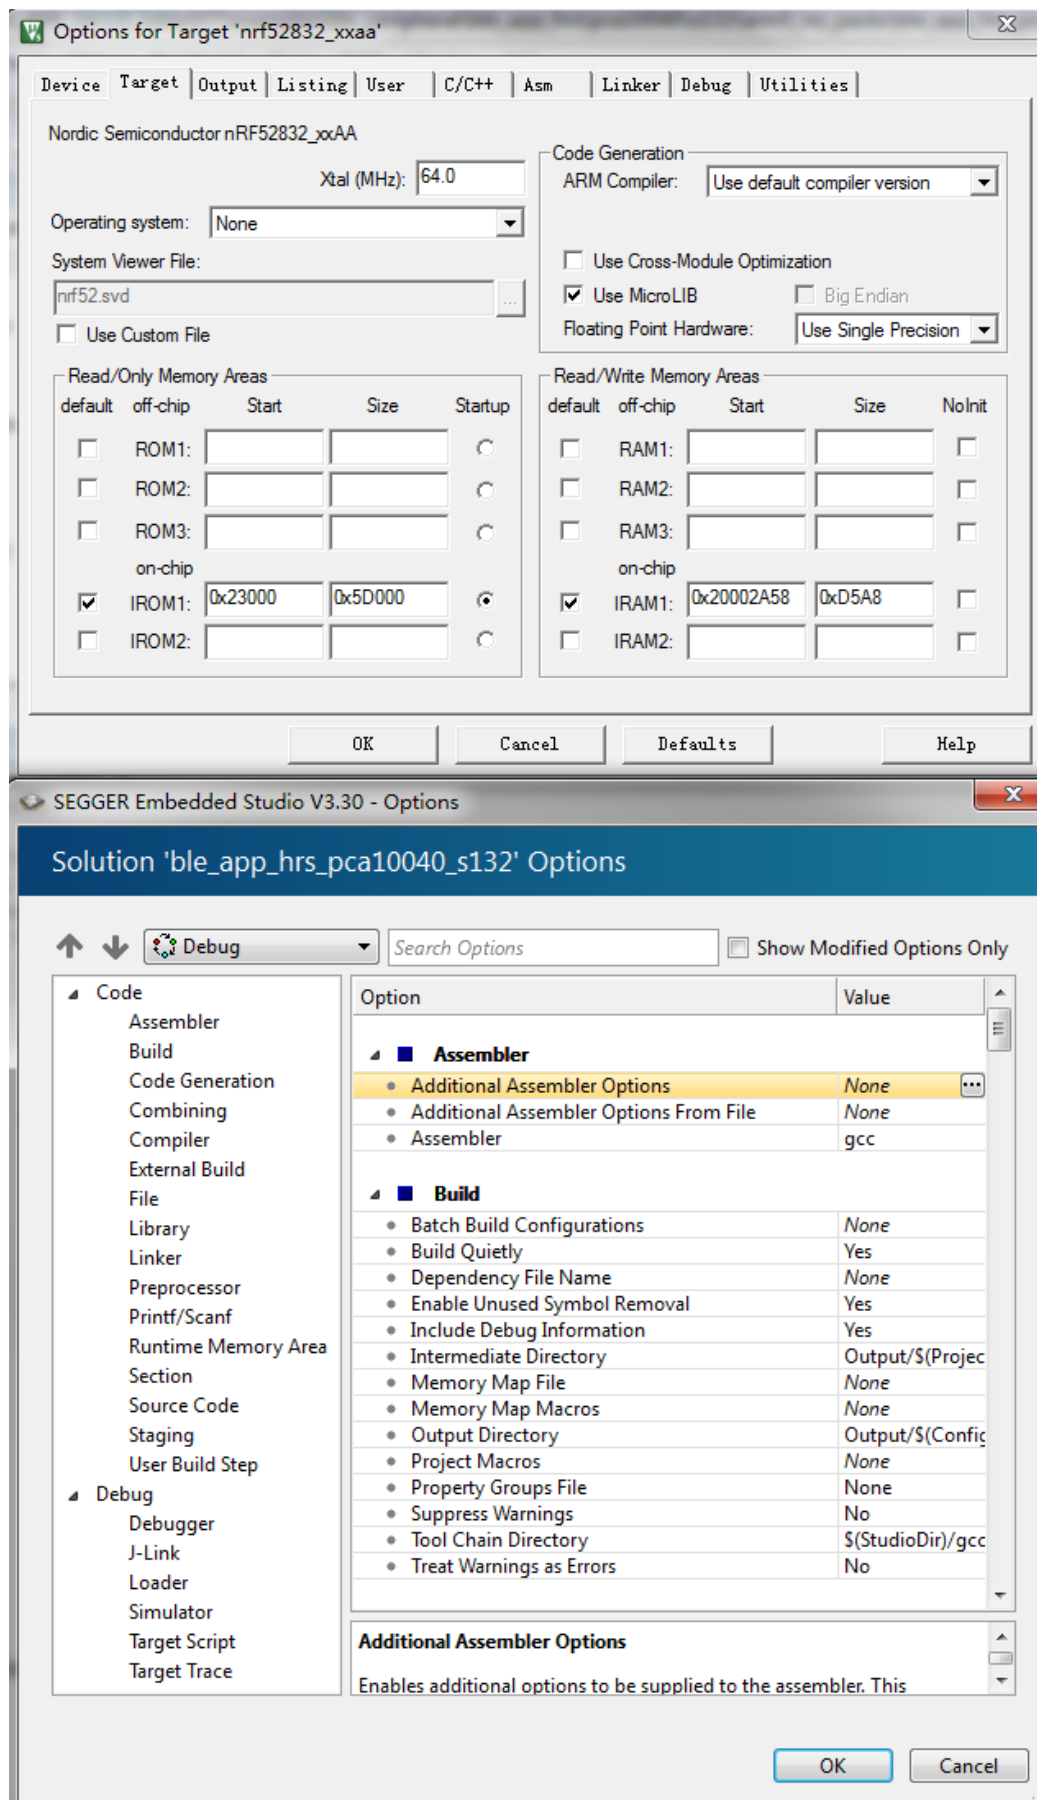 Options for Target 'nrf52832_xxaa'
Device Target Output Listing User C/C++ Asm Linker Debug Utilities
Nordic Semiconductor nRF52832_xxAA
Xtal (MHz): 64.0
Operating system: None
System Viewer File:
nrf52.svd ...
Use Custom File
Code Generation
ARM Compiler: Use default compiler version
Use Cross-Module Optimization
Use MicroLIB Big Endian
Floating Point Hardware: Use Single Precision
Read/Only Memory Areas
default off-chip Start Size Startup
ROM1:
ROM2:
ROM3:
on-chip
IROM1: 0x23000 0x5D000
IROM2:
Read/Write Memory Areas
default off-chip Start Size NoInit
RAM1:
RAM2:
RAM3:
on-chip
IRAM1: 0x20002A58 0xD5A8
IRAM2:
OK Cancel Defaults Help
SEGGER Embedded Studio V3.30 - Options
Solution 'ble_app_hrs_pca10040_s132' Options
Debug Search Options Show Modified Options Only
Code
Assembler
Build
Code Generation
Combining
Compiler
External Build
File
Library
Linker
Preprocessor
Printf/Scanf
Runtime Memory Area
Section
Source Code
Staging
User Build Step
Debug
Debugger
J-Link
Loader
Simulator
Target Script
Target Trace
Option Value
Assembler
Additional Assembler Options None ...
Additional Assembler Options From File None
Assembler gcc
Build
Batch Build Configurations None
Build Quietly Yes
Dependency File Name None
Enable Unused Symbol Removal Yes
Include Debug Information Yes
Intermediate Directory Output/$(Projec
Memory Map File None
Memory Map Macros None
Output Directory Output/$(Config
Project Macros None
Property Groups File None
Suppress Warnings No
Tool Chain Directory $(StudioDir)/gcc
Treat Warnings as Errors No
Additional Assembler Options
Enables additional options to be supplied to the assembler. This
OK Cancel